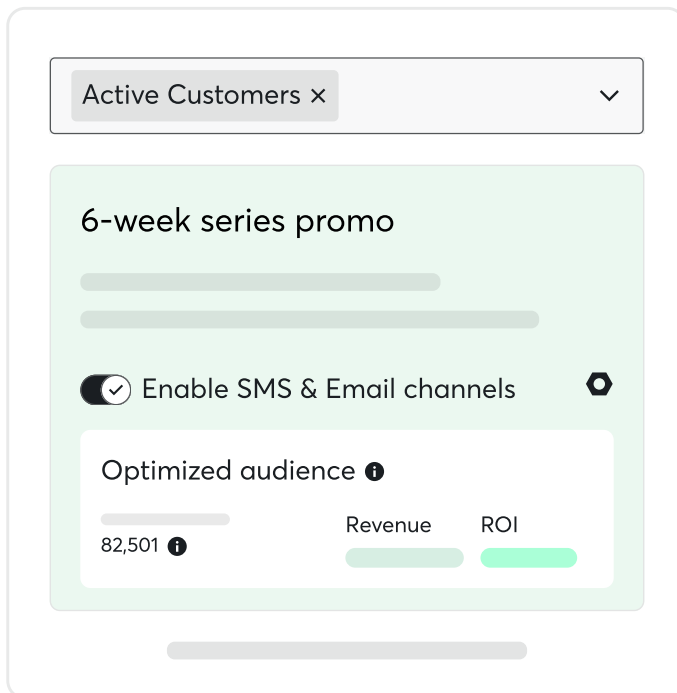 Active Customers ×
6-week series promo
Enable SMS & Email channels
Optimized audience
82,501
Revenue
ROI